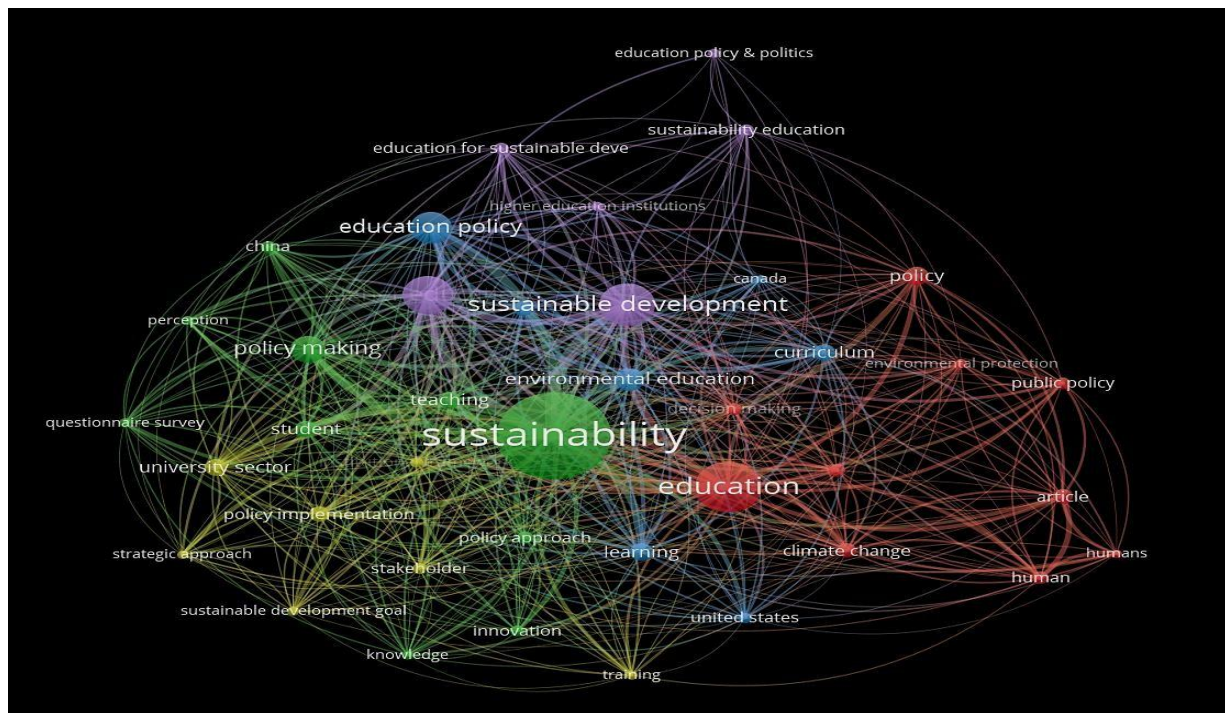 education policy & politics
sustainability education
education for sustainable deve
higher education institutions
education policy
china
canada
policy
sustainable development
perception
policy making
curriculum
environmental protection
environmental education
public policy
teaching
decision making
questionnaire survey
student
sustainability
university sector
education
article
policy implementation
policy approach
strategic approach
learning
climate change
humans
stakeholder
human
sustainable development goal
united states
innovation
knowledge
training